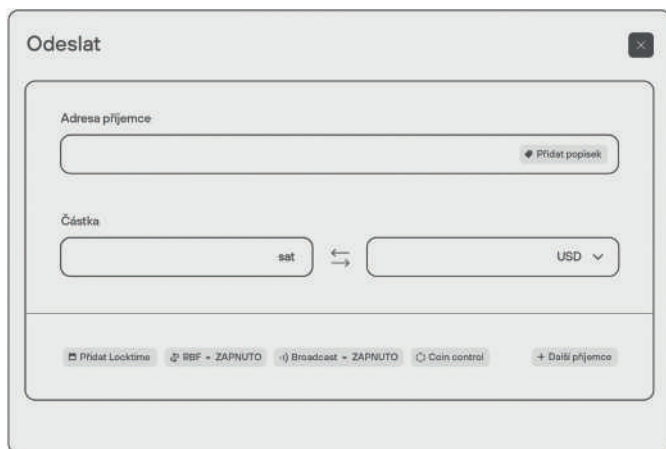 Odeslat
Adresa příjemce
Přidat popisek
Částka
sat
USD
Přidat Locktime RBF - ZAPNUTO Broadcast - ZAPNUTO Coin control + Další příjemce